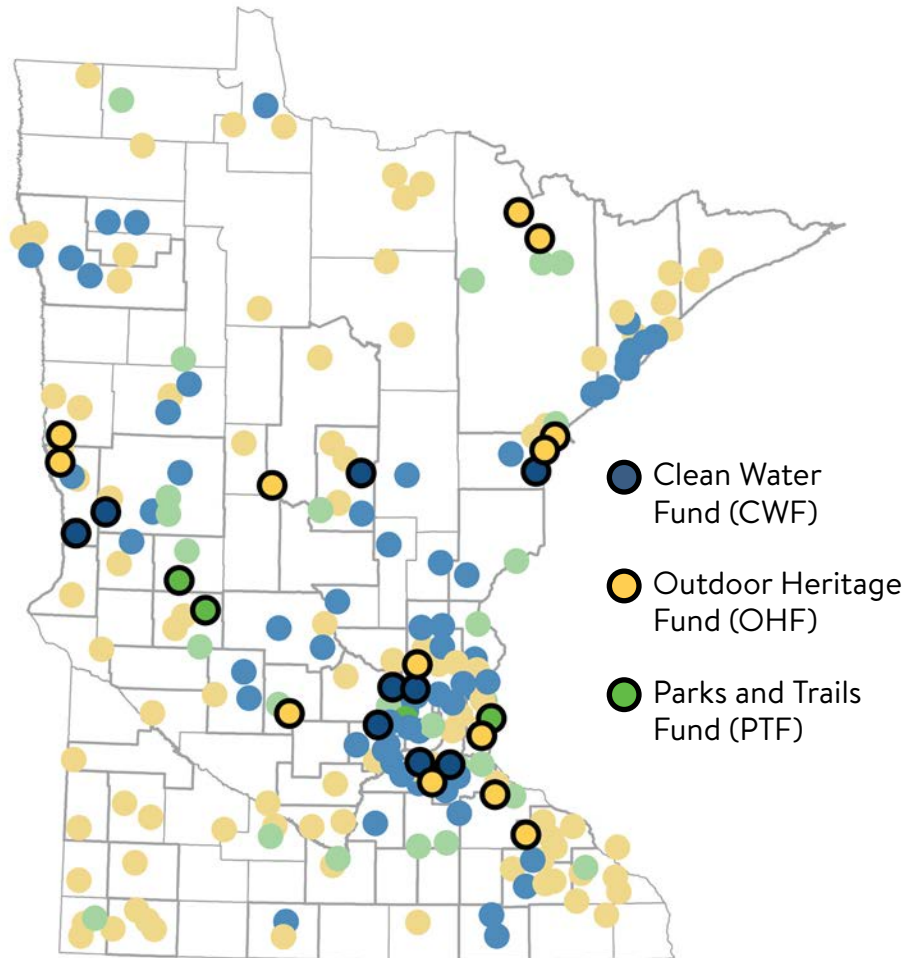 Clean Water
Fund (CWF)
Outdoor Heritage
Fund (OHF)
Parks and Trails
Fund (PTF)